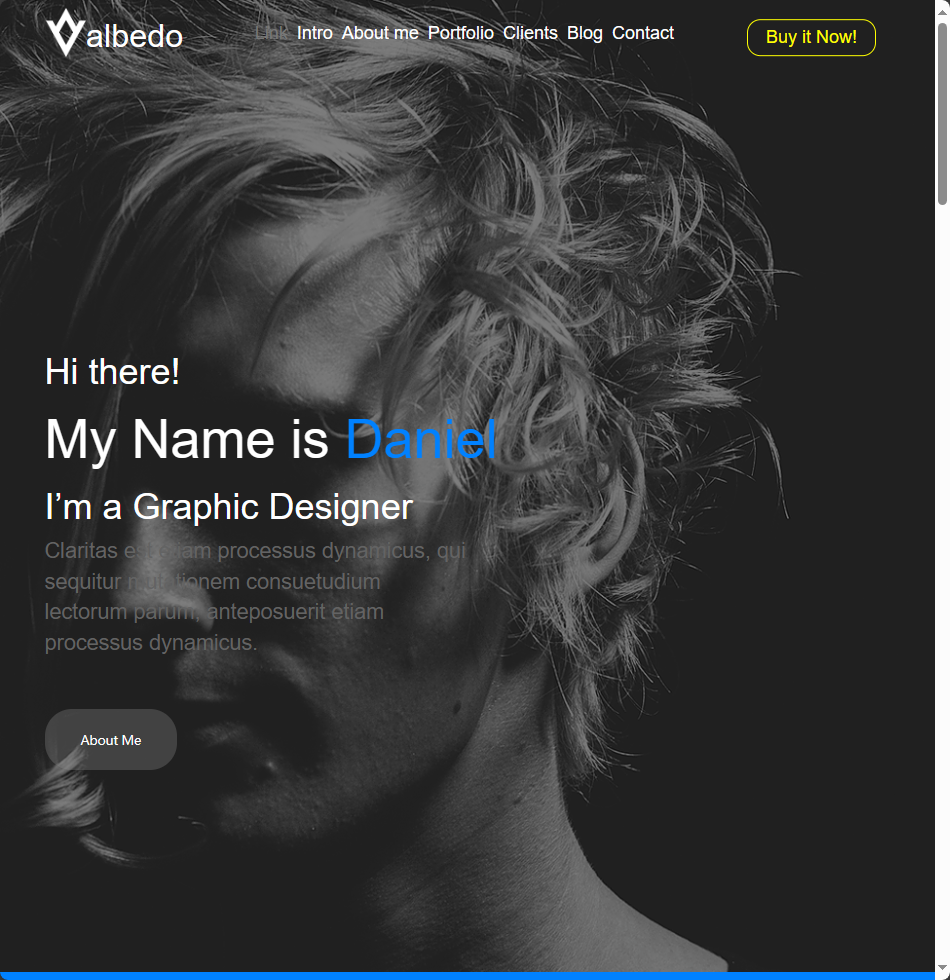 albedo
Link Intro About me Portfolio Clients Blog Contact
Buy it Now!
Hi there!
My Name is Daniel
I’m a Graphic Designer
Claritas est etiam processus dynamicus, qui
sequitur mutationem consuetudium
lectorum parum, anteposuerit etiam
processus dynamicus.
About Me